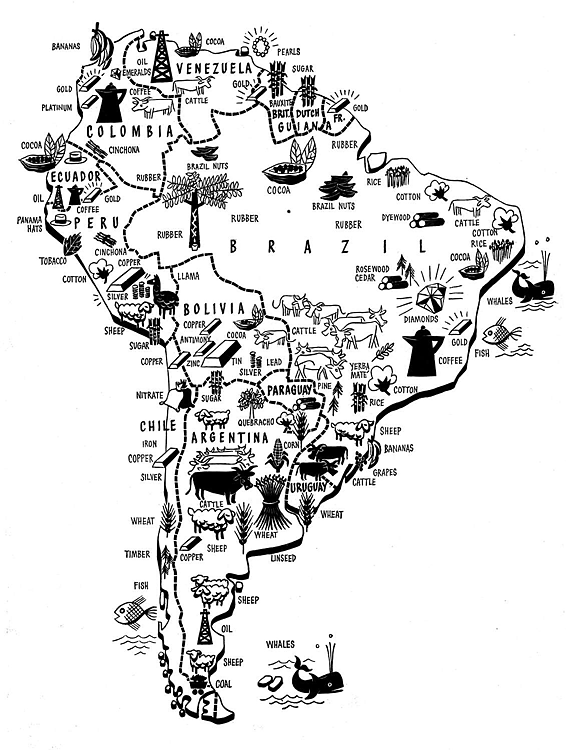 BANANAS
OIL
COCOA
PEARLS
EMERALDS
VENEZUELA
SUGAR
GOLD
COFFEE
CATTLE
GOLD
BAUXITE
PLATINUM
BRIT. DUTCH
GUIANA
FR.
GOLD
COLOMBIA
COCOA
CINCHONA
RUBBER
BRAZIL NUTS
ECUADOR
RUBBER
COCOA
RICE
OIL
COFFEE
GOLD
BRAZIL NUTS
COTTON
CATTLE
PANAMA
HATS
PERU
RUBBER
RUBBER
DYEWOOD
RUBBER
COTTON
RICE
BRAZIL
TOBACCO
CINCHONA
COPPER
COCOA
COTTON
LLAMA
ROSEWOOD
CEDAR
SILVER
WHALES
SHEEP
BOLIVIA
DIAMONDS
COPPER
COCOA
CATTLE
GOLD
SUGAR
ANTIMONY
COFFEE
FISH
COPPER
ZINC
TIN
LEAD
SILVER
YERBA
MATE
NITRATE
SUGAR
PARAGUAY
PINE
COTTON
RICE
CHILE
QUEBRACHO
SHEEP
IRON
ARGENTINA
CORN
BANANAS
COPPER
GRAPES
SILVER
CATTLE
URUGUAY
CATTLE
WHEAT
WHEAT
WHEAT
TIMBER
COPPER
SHEEP
LINSEED
FISH
SHEEP
OIL
WHALES
SHEEP
COAL